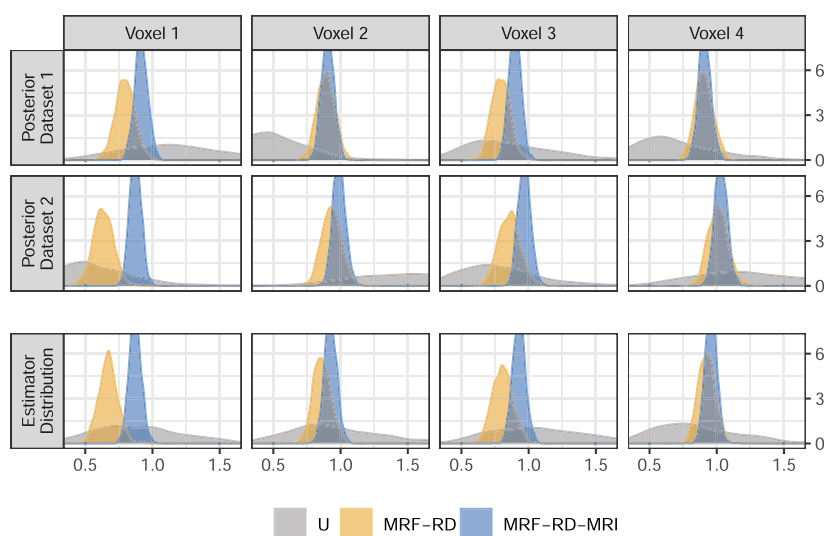 Voxel 1 Voxel 2 Voxel 3 Voxel 4
Posterior
Dataset 1
6
3
0
Posterior
Dataset 2
6
3
0
Estimator
Distribution
6
3
0
0.5 1.0 1.5 0.5 1.0 1.5 0.5 1.0 1.5 0.5 1.0 1.5
U MRF−RD MRF−RD−MRI